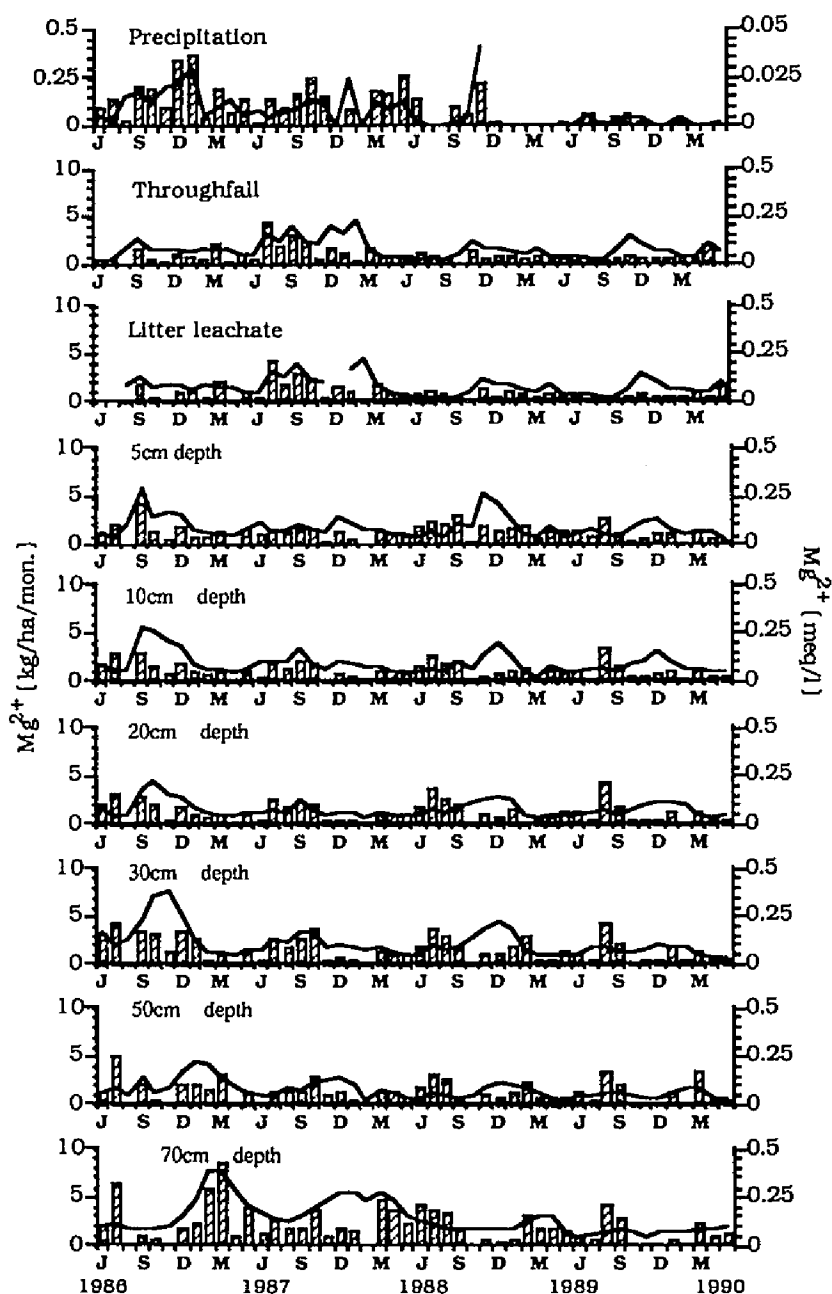 Precipitation
0.5 0.05
0.25 0.025
0 0
J S D M J S D M J S D M J S D M
Throughfall
10 0.5
5 0.25
0 0
J S D M J S D M J S D M J S D M
Litter leachate
10 0.5
5 0.25
0 0
J S D M J S D M J S D M J S D M
5cm depth
10 0.5
5 0.25
0 0
J S D M J S D M J S D M J S D M
10cm depth
10 0.5
5 0.25
0 0
J S D M J S D M J S D M J S D M
20cm depth
10 0.5
5 0.25
0 0
J S D M J S D M J S D M J S D M
30cm depth
10 0.5
5 0.25
0 0
J S D M J S D M J S D M J S D M
50cm depth
10 0.5
5 0.25
0 0
J S D M J S D M J S D M J S D M
70cm depth
10 0.5
5 0.25
0 0
J S D M J S D M J S D M J S D M
1986 1987 1988 1989 1990
Mg2+ [ kg/ha/mon. ]
Mg2+ [ meq/l ]